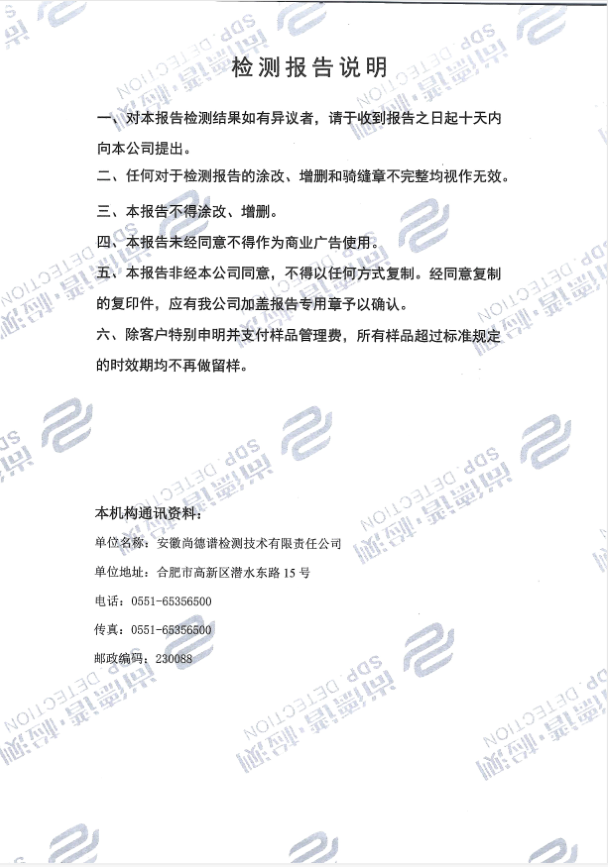 检测报告说明
一、对本报告检测结果如有异议者，请于收到报告之日起十天内
向本公司提出。
二、任何对于检测报告的涂改、增删和骑缝章不完整均视作无效。
三、本报告不得涂改、增删。
四、本报告未经同意不得作为商业广告使用。
五、本报告非经本公司同意，不得以任何方式复制。经同意复制
的复印件，应有我公司加盖报告专用章予以确认。
六、除客户特别申明并支付样品管理费，所有样品超过标准规定
的时效期均不再做留样。
本机构通讯资料：
单位名称：安徽尚德谱检测技术有限责任公司
单位地址：合肥市高新区潜水东路 15 号
电话：0551-65356500
传真：0551-65356500
邮政编码：230088
尚德谱·检测
SDP.DETECTION